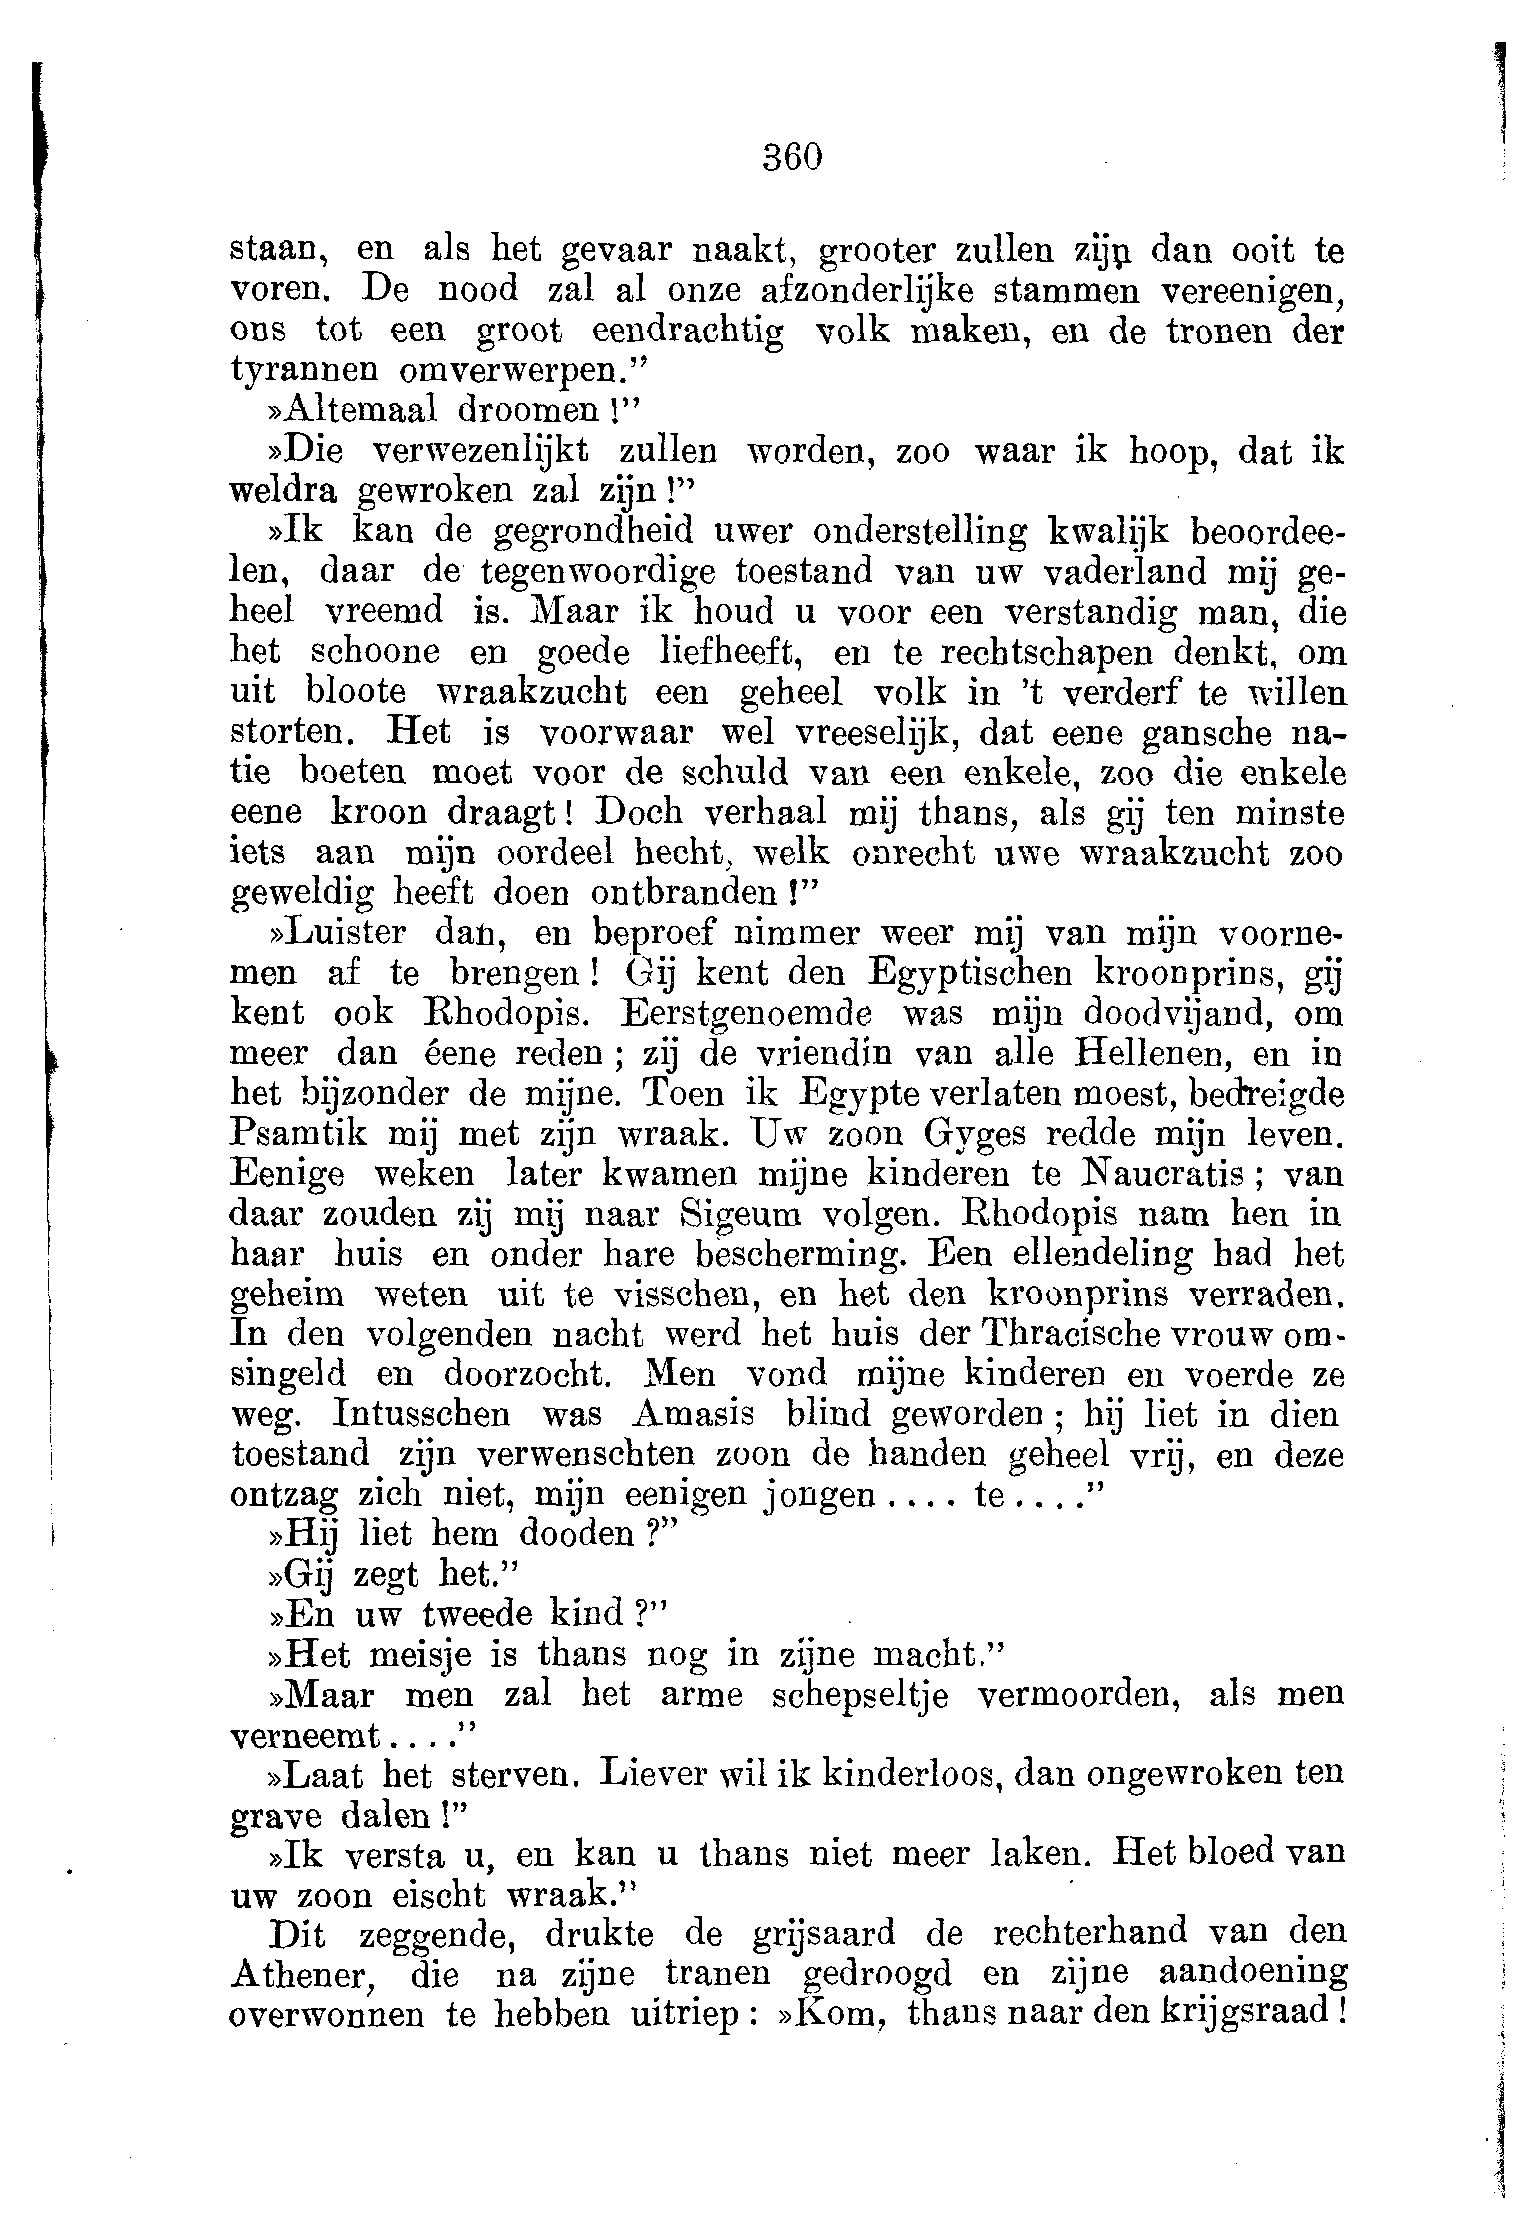 360
staan, en als het gevaar naakt, grooter zullen zijn dan ooit te
voren. De nood zal al onze afzonderlijke stammen vereenigen,
ons tot een groot eendrachtig volk maken, en de tronen der
tyrannen omverwerpen.”
»Altemaal droomen !”
»Die verwezenlijkt zullen worden, zoo waar ik hoop, dat ik
weldra gewroken zal zijn !”
»Ik kan de gegrondheid uwer onderstelling kwalijk beoordee-
len, daar de tegenwoordige toestand van uw vaderland mij ge-
heel vreemd is. Maar ik houd u voor een verstandig man, die
het schoone en goede liefheeft, en te rechtschapen denkt, om
uit bloote wraakzucht een geheel volk in ’t verderf te willen
storten. Het is voorwaar wel vreeselijk, dat eene gansche na-
tie boeten moet voor de schuld van een enkele, zoo die enkele
eene kroon draagt! Doch verhaal mij thans, als gij ten minste
iets aan mijn oordeel hecht, welk onrecht uwe wraakzucht zoo
geweldig heeft doen ontbranden !”
»Luister dan, en beproef nimmer weer mij van mijn voorne-
men af te brengen! Gij kent den Egyptischen kroonprins, gij
kent ook Rhodopis. Eerstgenoemde was mijn doodvijand, om
meer dan éene reden ; zij de vriendin van alle Hellenen, en in
het bijzonder de mijne. Toen ik Egypte verlaten moest, bedreigde
Psamtik mij met zijn wraak. Uw zoon Gyges redde mijn leven.
Eenige weken later kwamen mijne kinderen te Naucratis ; van
daar zouden zij mij naar Sigeum volgen. Rhodopis nam hen in
haar huis en onder hare bescherming. Een ellendeling had het
geheim weten uit te visschen, en het den kroonprins verraden.
In den volgenden nacht werd het huis der Thracische vrouw om-
singeld en doorzocht. Men vond mijne kinderen en voerde ze
weg. Intusschen was Amasis blind geworden ; hij liet in dien
toestand zijn verwenschten zoon de handen geheel vrij, en deze
ontzag zich niet, mijn eenigen jongen .... te ....”
»Hij liet hem dooden ?”
»Gij zegt het.”
»En uw tweede kind ?”
»Het meisje is thans nog in zijne macht.”
»Maar men zal het arme schepseltje vermoorden, als men
verneemt ....”
»Laat het sterven. Liever wil ik kinderloos, dan ongewroken ten
grave dalen !”
»Ik versta u, en kan u thans niet meer laken. Het bloed van
uw zoon eischt wraak.”
Dit zeggende, drukte de grijsaard de rechterhand van den
Athener, die na zijne tranen gedroogd en zijne aandoening
overwonnen te hebben uitriep : »Kom, thans naar den krijgsraad !